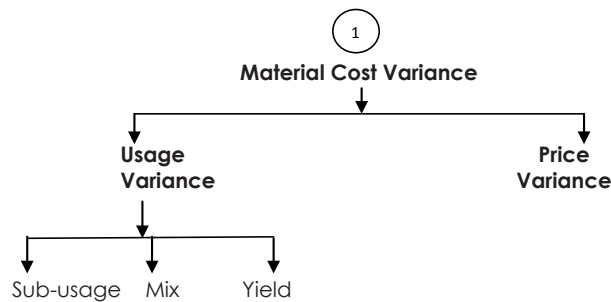 1
Material Cost Variance
Usage
Variance
Price
Variance
Sub-usage Mix Yield